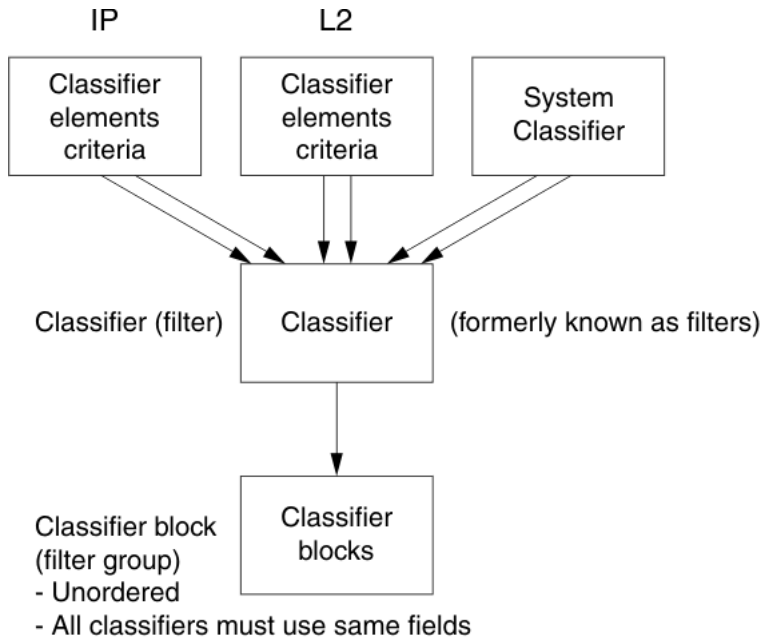 IP
L2
Classifier
elements
criteria
Classifier
elements
criteria
System
Classifier
Classifier (filter)
Classifier
(formerly known as filters)
Classifier
blocks
Classifier block
(filter group)
- Unordered
- All classifiers must use same fields